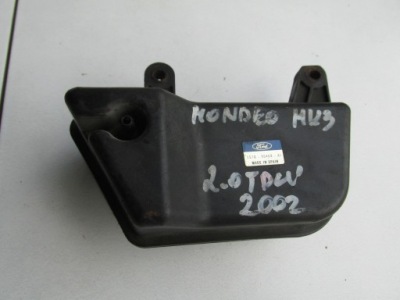 MONDEO MK3
Ford
MADE IN SPAIN
2.0TDCi
2002